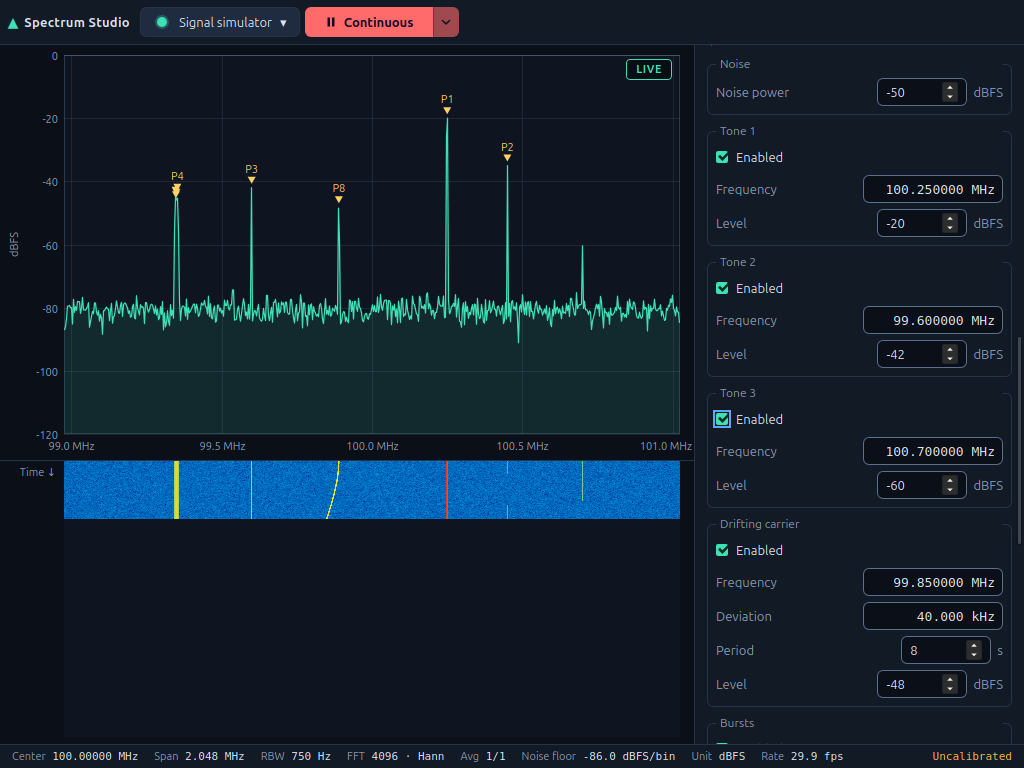 Spectrum Studio
Signal simulator ▾
Continuous
LIVE
0
-20
-40
-60
-80
-100
-120
dBFS
P1
P2
P3
P4
P8
99.0 MHz
99.5 MHz
100.0 MHz
100.5 MHz
101.0 MHz
Time ↓
Noise
Noise power -50 dBFS
Tone 1
Enabled
Frequency 100.250000 MHz
Level -20 dBFS
Tone 2
Enabled
Frequency 99.600000 MHz
Level -42 dBFS
Tone 3
Enabled
Frequency 100.700000 MHz
Level -60 dBFS
Drifting carrier
Enabled
Frequency 99.850000 MHz
Deviation 40.000 kHz
Period 8 s
Level -48 dBFS
Bursts
Center 100.00000 MHz Span 2.048 MHz RBW 750 Hz FFT 4096 · Hann Avg 1/1 Noise floor -86.0 dBFS/bin Unit dBFS Rate 29.9 fps Uncalibrated